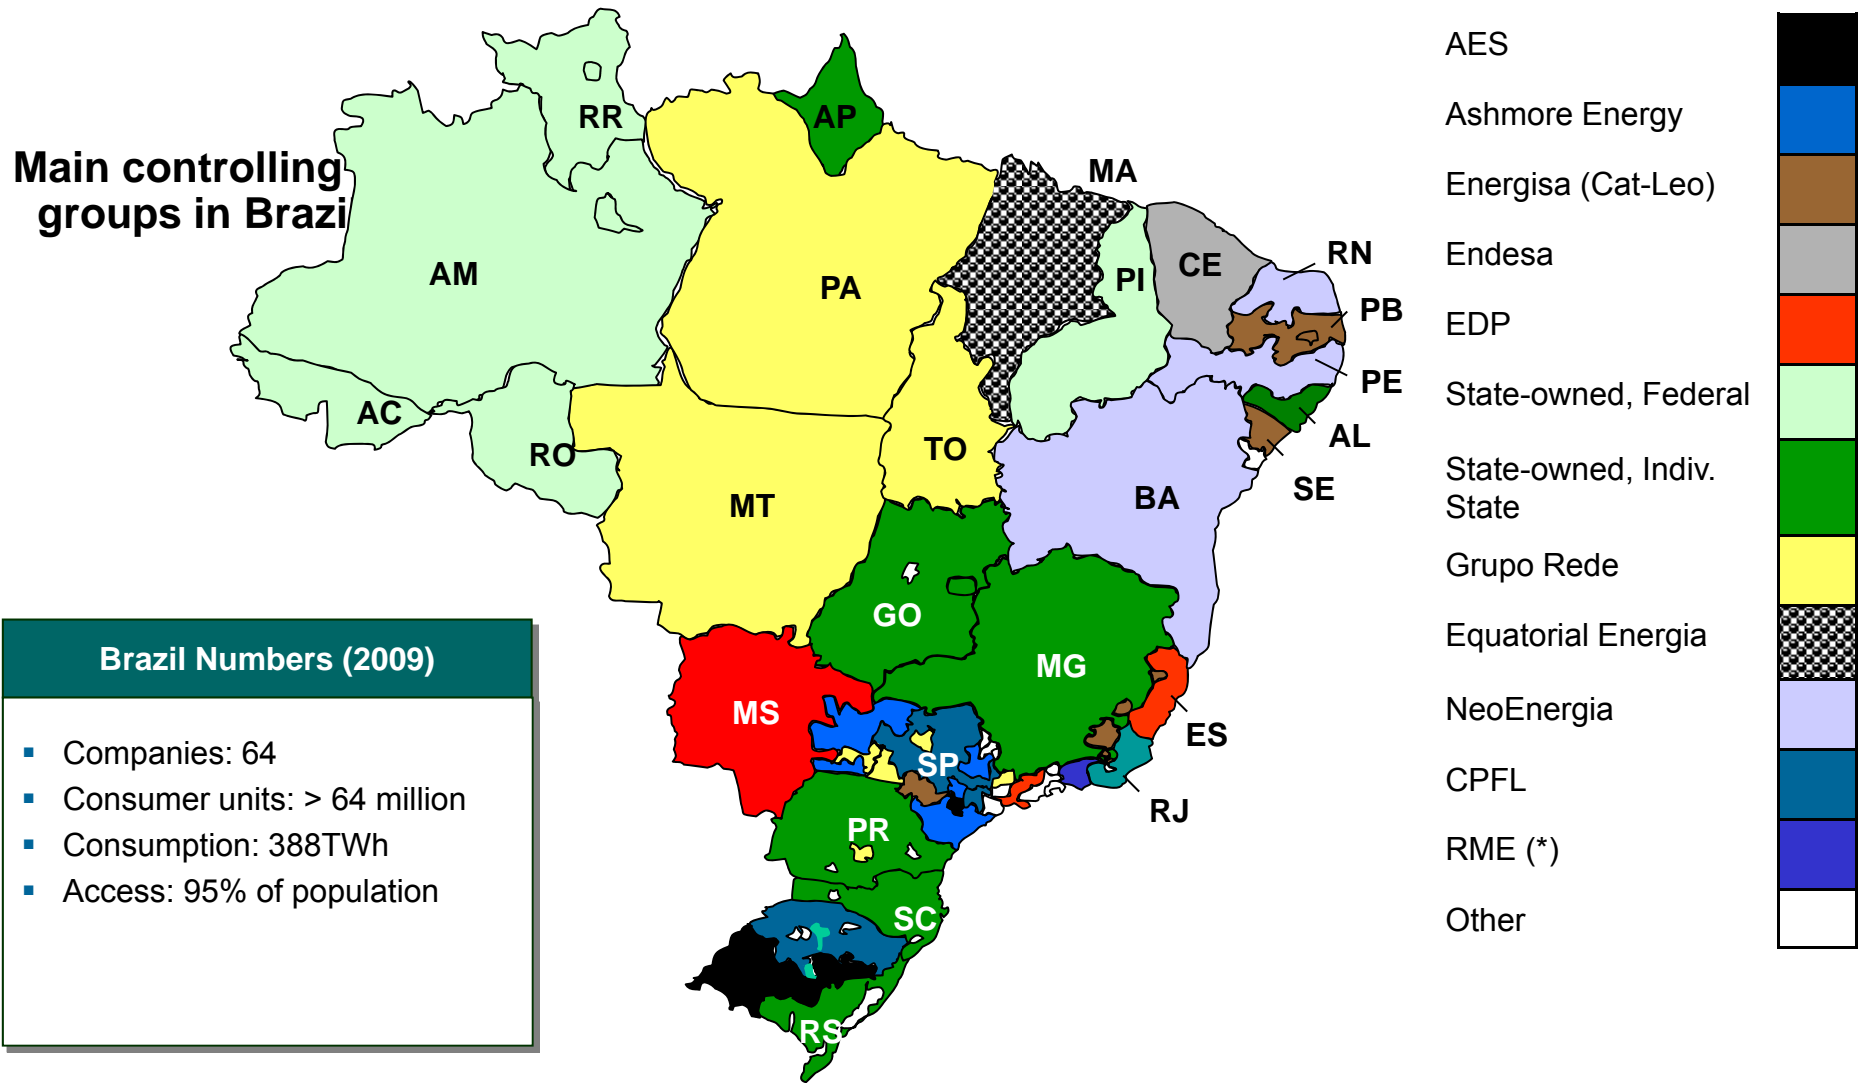 Main controlling
groups in Brazi
RR
AP
MA
AM
PA
PI
CE
RN
PB
PE
AL
SE
AC
RO
TO
MT
BA
GO
MG
MS
ES
SP
RJ
PR
SC
RS
AES
Ashmore Energy
Energisa (Cat-Leo)
Endesa
EDP
State-owned, Federal
State-owned, Indiv.
State
Grupo Rede
Equatorial Energia
NeoEnergia
CPFL
RME (*)
Other
Brazil Numbers (2009)
▪ Companies: 64
▪ Consumer units: > 64 million
▪ Consumption: 388TWh
▪ Access: 95% of population